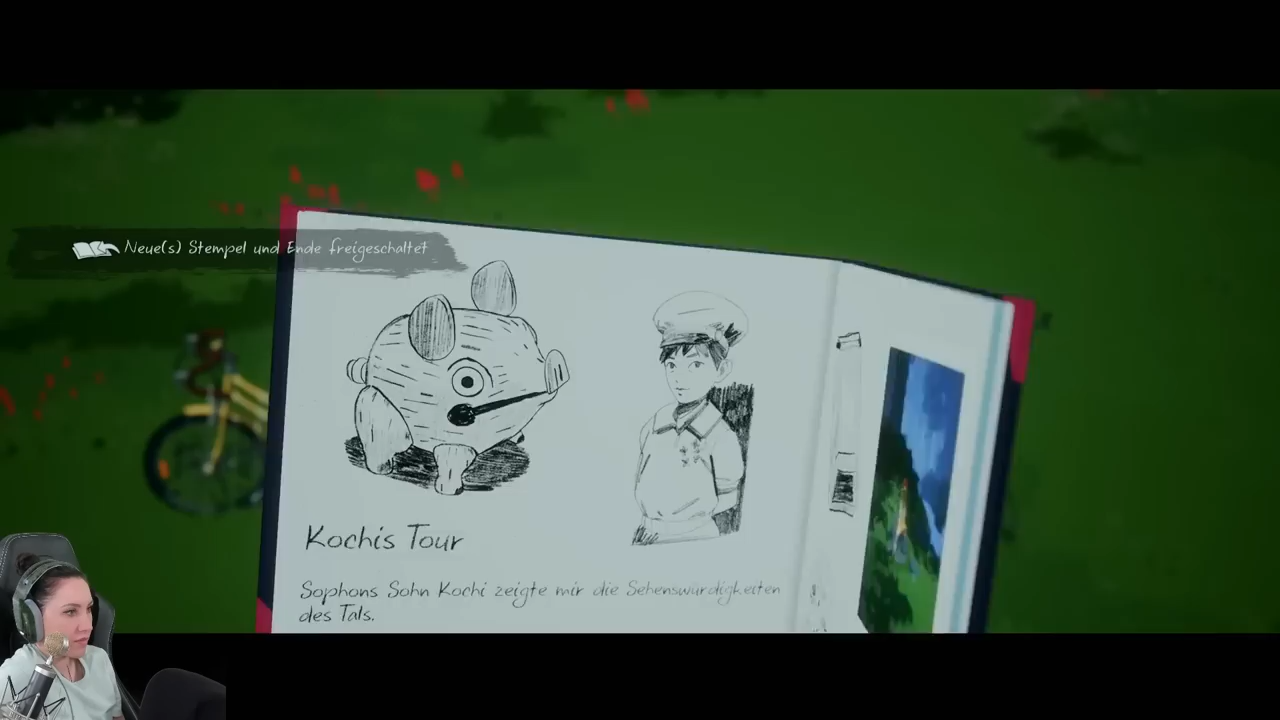 Neue(s) Stempel und Ende freigeschaltet
Kochis Tour
Sophons Sohn Kochi zeigte mir die Sehenswürdigkeiten
des Tals.